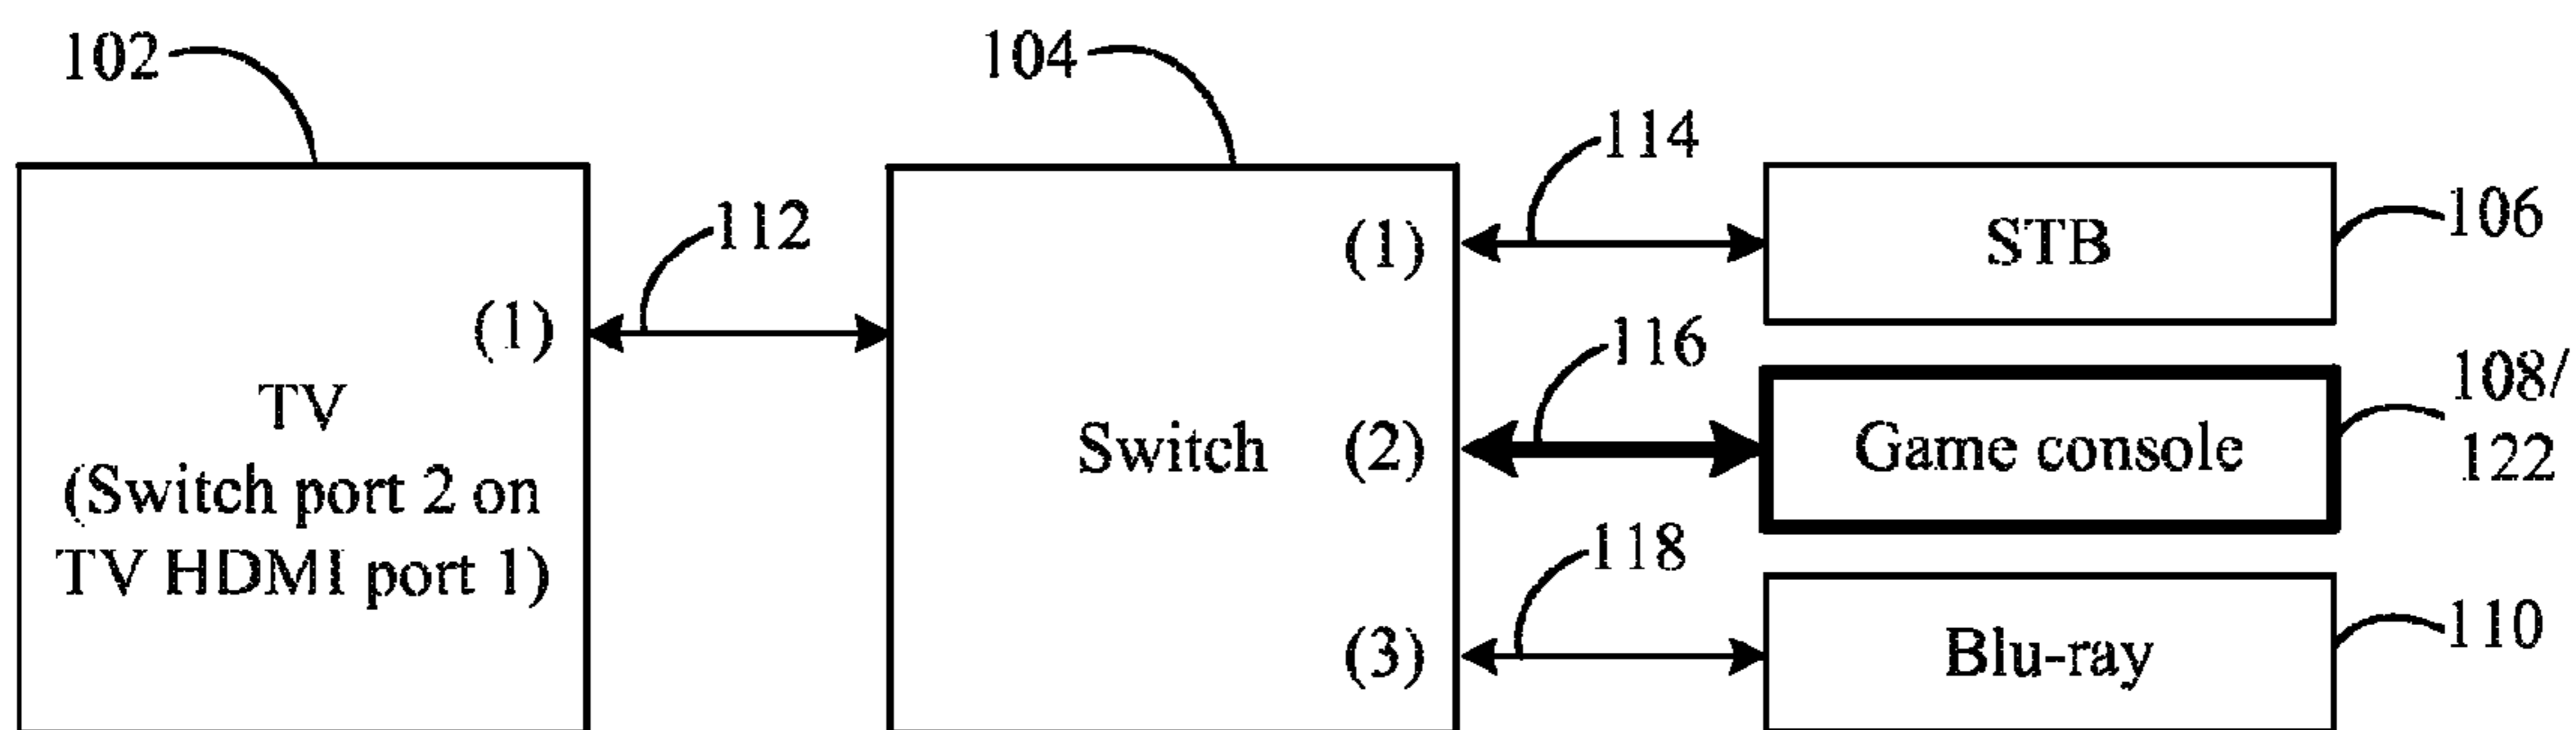 102
104
114
STB
106
112
(1)
(1)
116
108/
122
TV
(Switch port 2 on
TV HDMI port 1)
Switch
(2)
Game console
118
(3)
Blu-ray
110